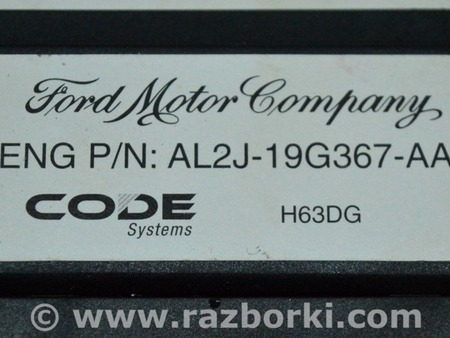 Ford Motor Company
ENG P/N: AL2J-19G367-AA
CODE
Systems
H63DG
© www.razborki.com